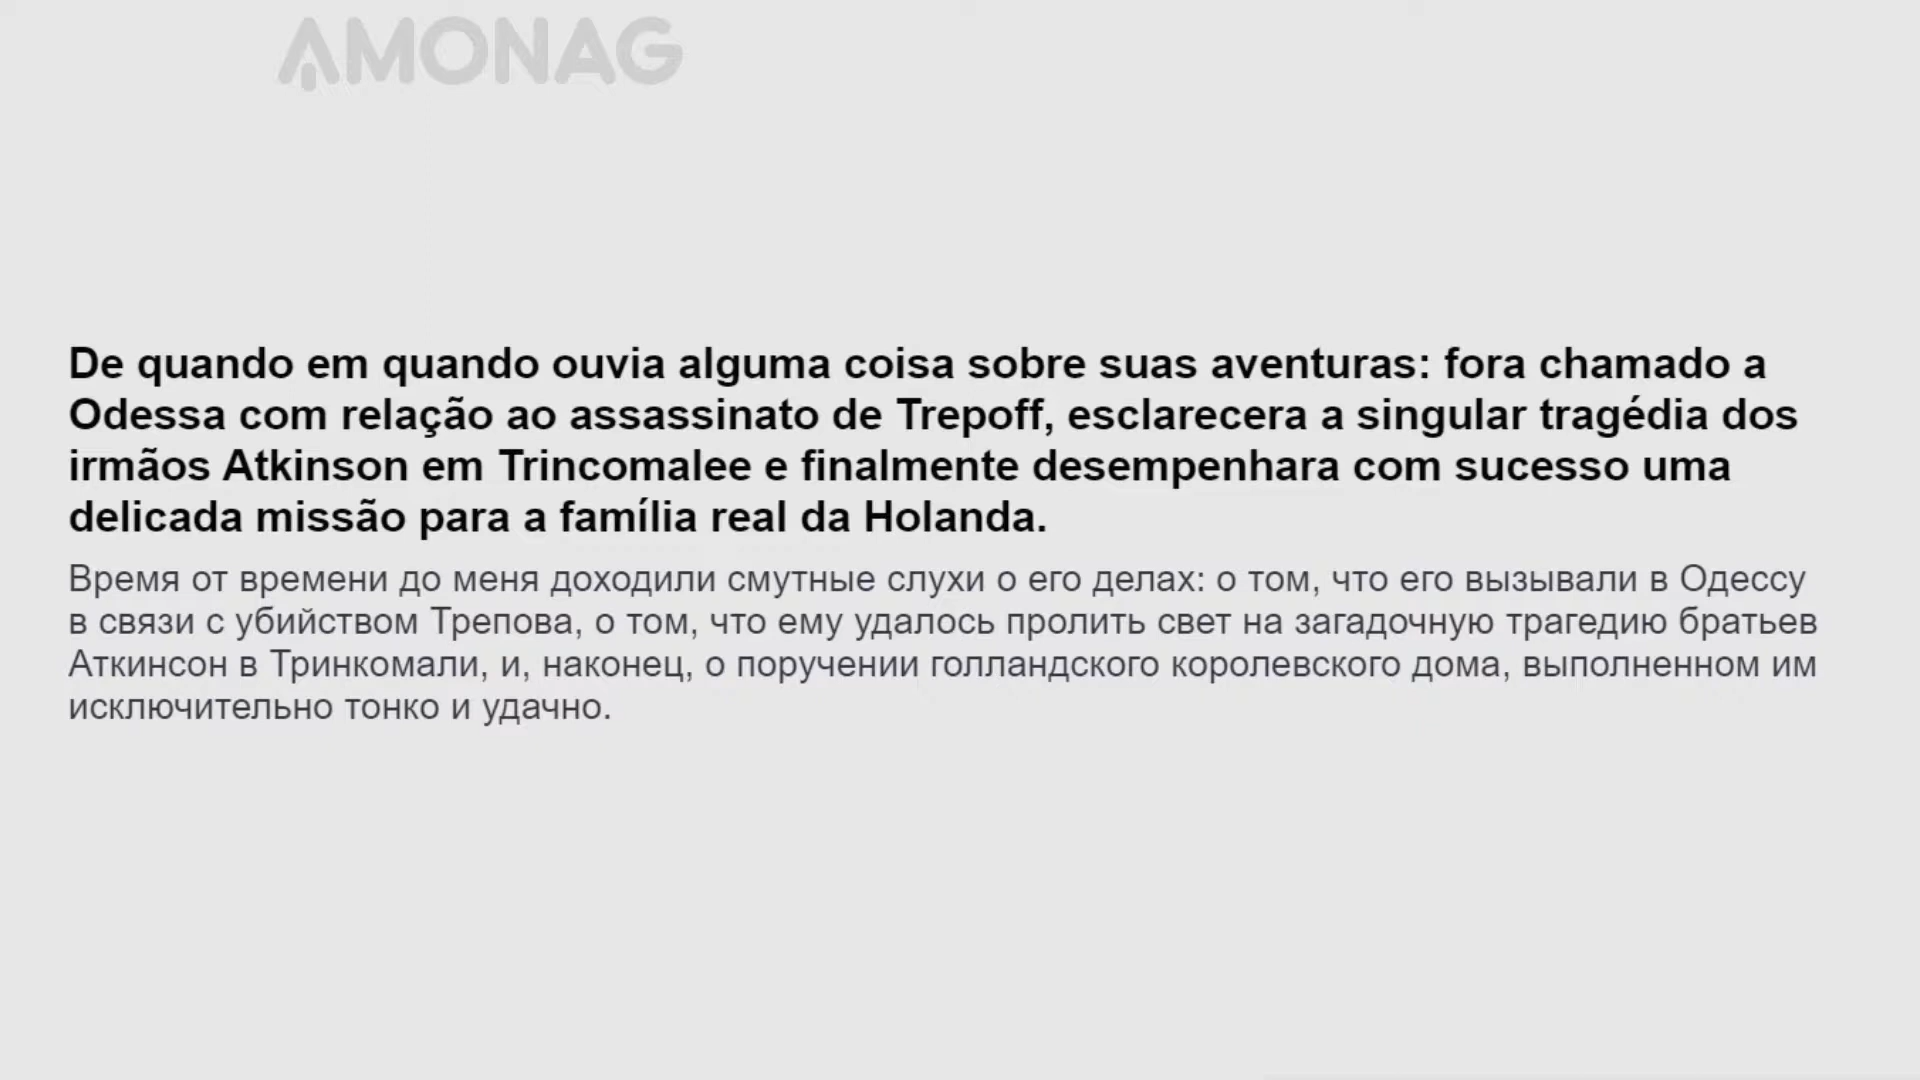 AMONAG
De quando em quando ouvia alguma coisa sobre suas aventuras: fora chamado a
Odessa com relação ao assassinato de Trepoff, esclarecera a singular tragédia dos
irmãos Atkinson em Trincomalee e finalmente desempenhara com sucesso uma
delicada missão para a família real da Holanda.
Время от времени до меня доходили смутные слухи о его делах: о том, что его вызывали в Одессу
в связи с убийством Трепова, о том, что ему удалось пролить свет на загадочную трагедию братьев
Аткинсон в Тринкомали, и, наконец, о поручении голландского королевского дома, выполненном им
исключительно тонко и удачно.